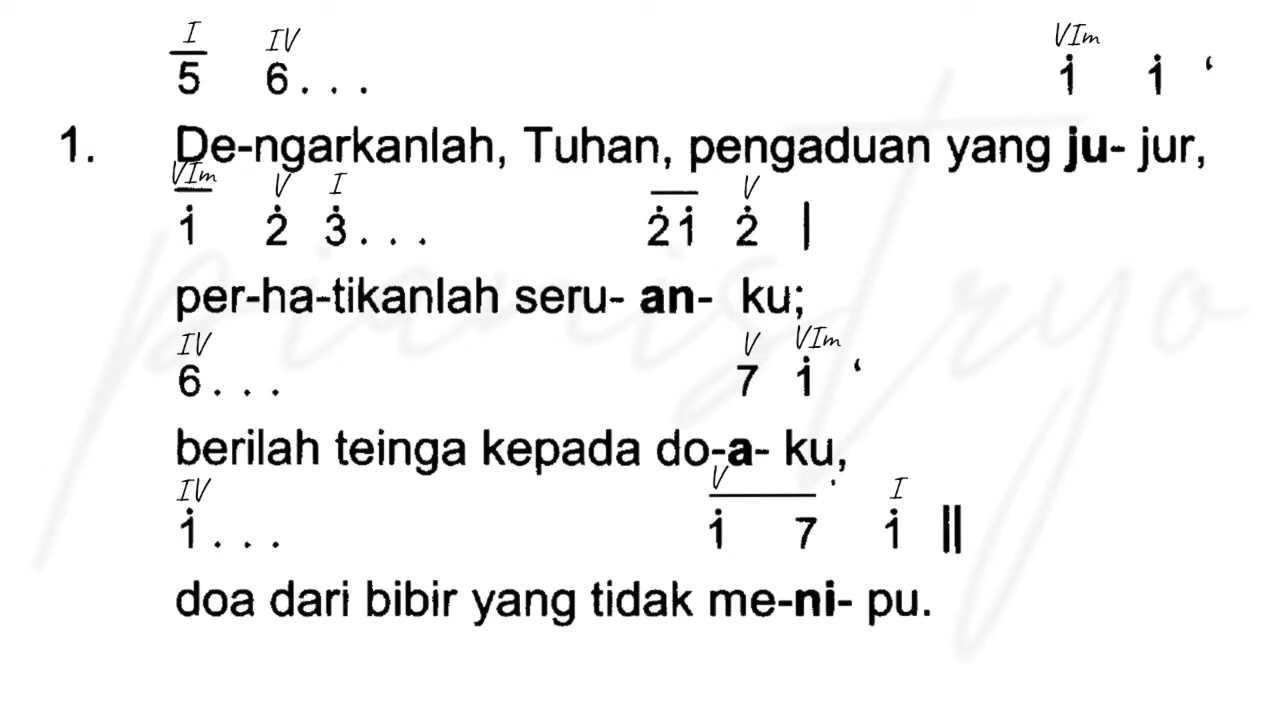 I IV VIm
5 6 . . . i̇ i̇ ‘
1. De-ngarkanlah, Tuhan, pengaduan yang ju- jur,
VIm V I V
1̇ 2̇ 3̇ . . . 2̇1̇ 2̇ |
per-ha-tikanlah seru- an- ku;
IV V VIm
6 . . . 7 1̇ ‘
berilah teinga kepada do-a- ku,
IV V I
1̇ . . . 1̇ 7 1̇ ||
doa dari bibir yang tidak me-ni- pu.
pianistryo